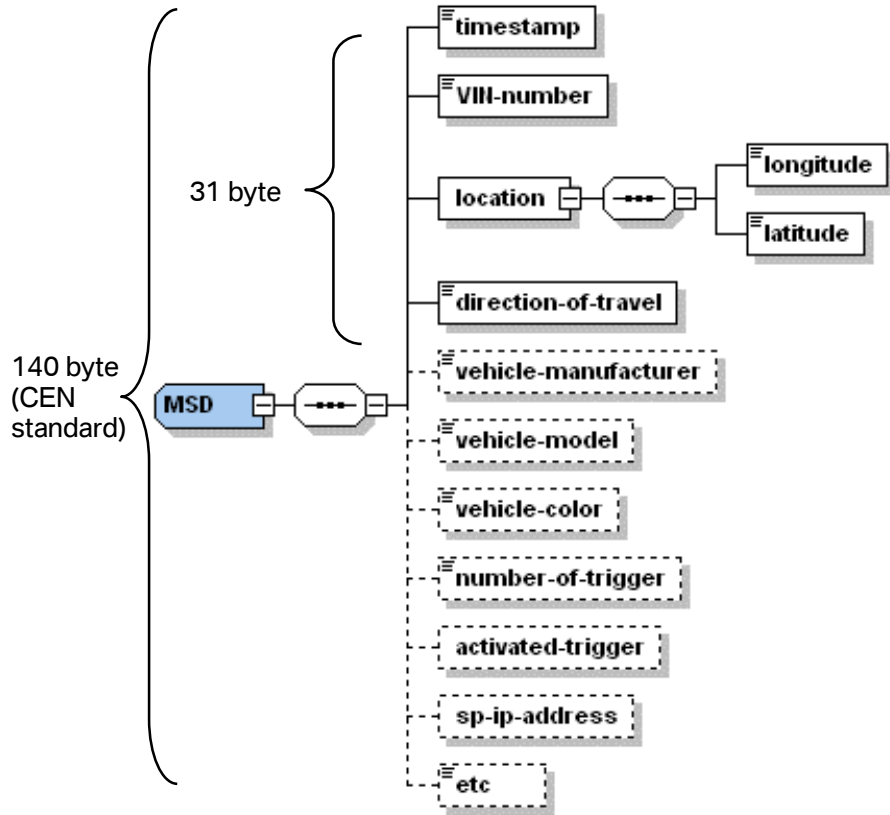 timestamp
VIN-number
31 byte
location
longitude
latitude
direction-of-travel
140 byte
(CEN
standard)
MSD
vehicle-manufacturer
vehicle-model
vehicle-color
number-of-trigger
activated-trigger
sp-ip-address
etc